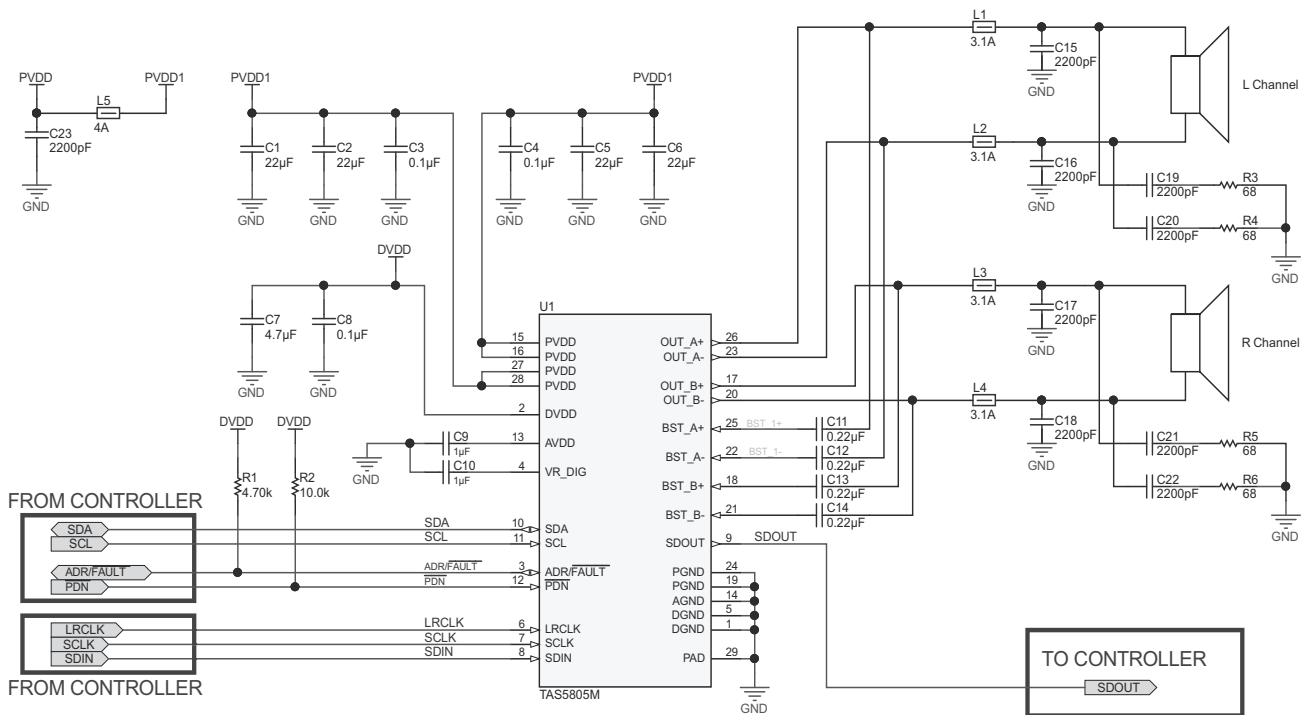 PVDD
PVDD1
L5
4A
C23
2200pF
GND
PVDD1
C1
22µF
C2
22µF
C3
0.1µF
GND
GND
GND
PVDD1
C4
0.1µF
C5
22µF
C6
22µF
GND
GND
GND
DVDD
C7
4.7µF
C8
0.1µF
GND
GND
DVDD
DVDD
R1
4.70k
R2
10.0k
C9
1µF
C10
1µF
GND
FROM CONTROLLER
SDA
SCL
ADR/FAULT
PDN
LRCLK
SCLK
SDIN
FROM CONTROLLER
SDA
SCL
ADR/FAULT
PDN
LRCLK
SCLK
SDIN
U1
15 PVDD
16 PVDD
27 PVDD
28 PVDD
2 DVDD
13 AVDD
4 VR_DIG
10 SDA
11 SCL
3 ADR/FAULT
12 PDN
6 LRCLK
7 SCLK
8 SDIN
OUT_A+ 26
OUT_A- 23
OUT_B+ 17
OUT_B- 20
BST_A+ 25 BST_1+
BST_A- 22 BST_1-
BST_B+ 18
BST_B- 21
SDOUT 9 SDOUT
PGND 24
PGND 19
AGND 14
DGND 5
DGND 1
PAD 29
TAS5805M
GND
C11
0.22µF
C12
0.22µF
C13
0.22µF
C14
0.22µF
L1
3.1A
C15
2200pF
GND
L Channel
L2
3.1A
C16
2200pF
GND
C19
2200pF
R3
68
C20
2200pF
R4
68
GND
L3
3.1A
C17
2200pF
GND
R Channel
L4
3.1A
C18
2200pF
GND
C21
2200pF
R5
68
C22
2200pF
R6
68
GND
TO CONTROLLER
SDOUT